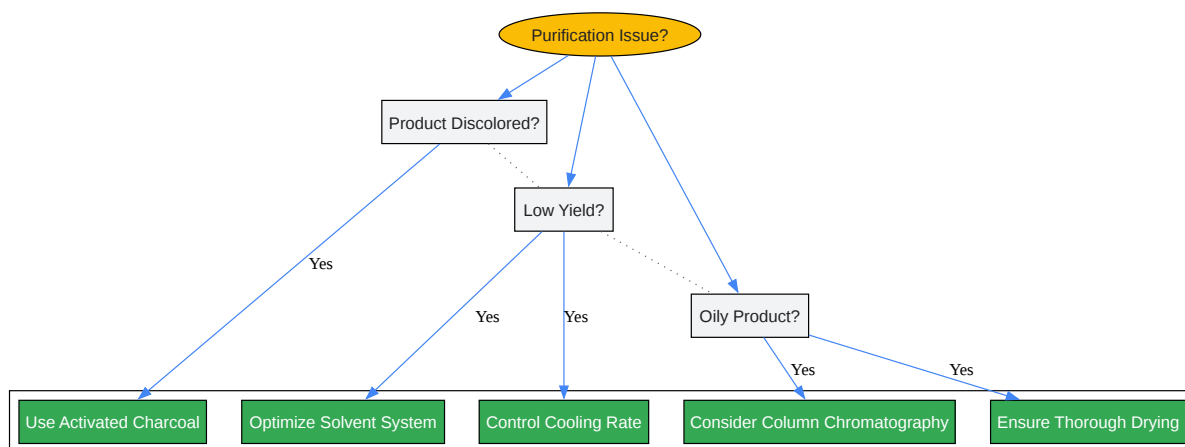 Purification Issue?
Product Discolored?
Low Yield?
Yes
Oily Product?
Yes
Yes
Yes
Yes
Use Activated Charcoal
Optimize Solvent System
Control Cooling Rate
Consider Column Chromatography
Ensure Thorough Drying